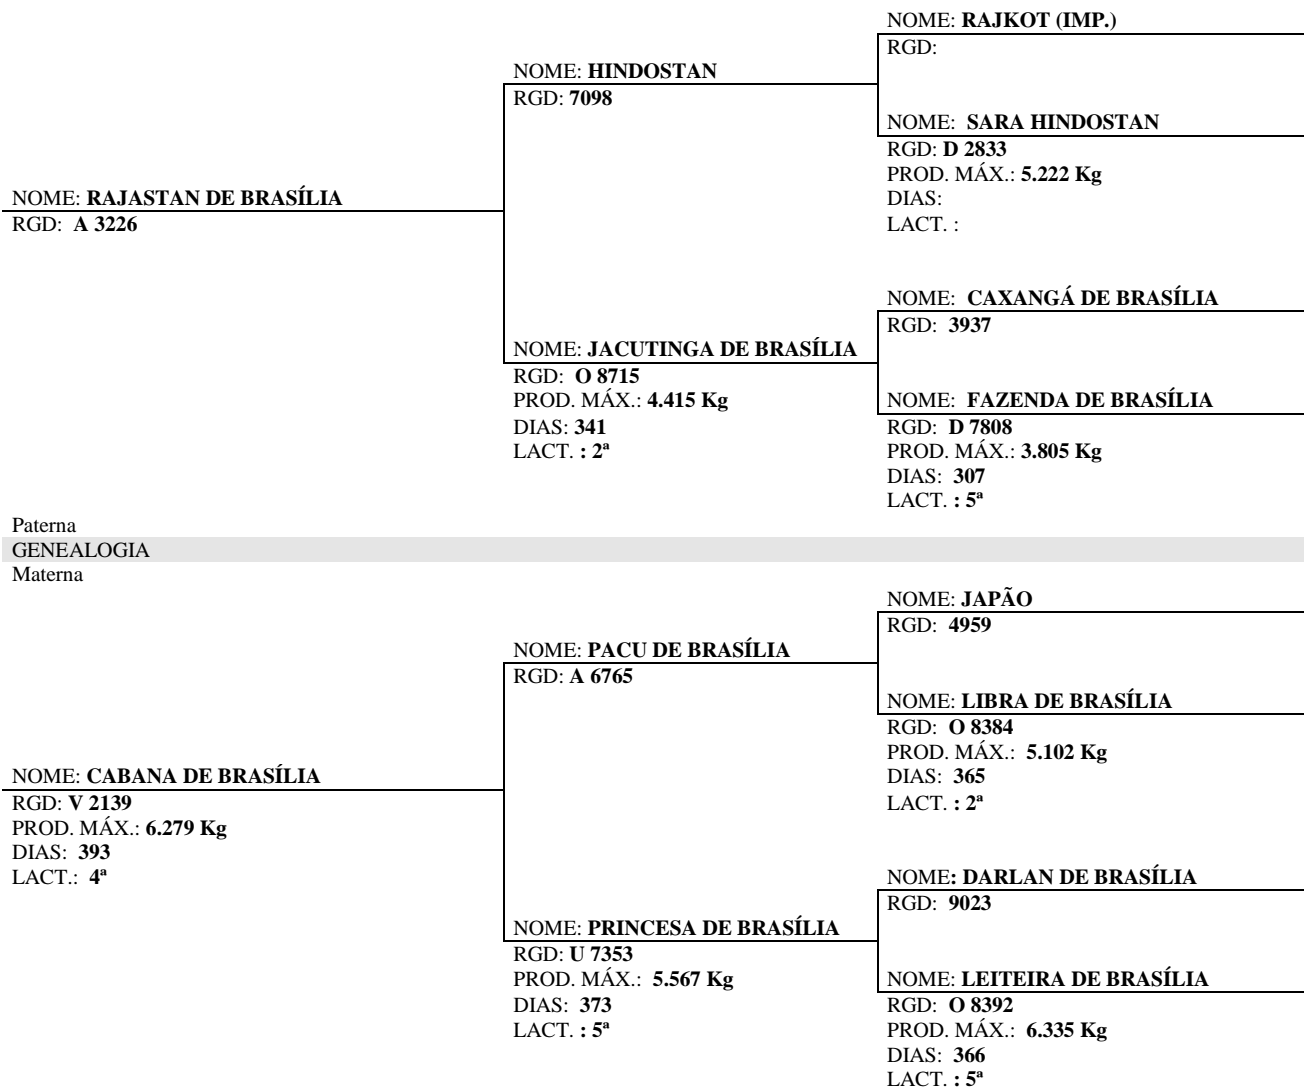 NOME: RAJKOT (IMP.)
RGD:
NOME: HINDOSTAN
RGD: 7098
NOME: SARA HINDOSTAN
RGD: D 2833
PROD. MÁX.: 5.222 Kg
DIAS:
LACT. :
NOME: RAJASTAN DE BRASÍLIA
RGD: A 3226
NOME: CAXANGÁ DE BRASÍLIA
RGD: 3937
NOME: JACUTINGA DE BRASÍLIA
RGD: O 8715
PROD. MÁX.: 4.415 Kg
DIAS: 341
LACT. : 2ª
NOME: FAZENDA DE BRASÍLIA
RGD: D 7808
PROD. MÁX.: 3.805 Kg
DIAS: 307
LACT. : 5ª
Paterna
GENEALOGIA
Materna
NOME: JAPÃO
RGD: 4959
NOME: PACU DE BRASÍLIA
RGD: A 6765
NOME: LIBRA DE BRASÍLIA
RGD: O 8384
PROD. MÁX.: 5.102 Kg
DIAS: 365
LACT. : 2ª
NOME: CABANA DE BRASÍLIA
RGD: V 2139
PROD. MÁX.: 6.279 Kg
DIAS: 393
LACT.: 4ª
NOME: DARLAN DE BRASÍLIA
RGD: 9023
NOME: PRINCESA DE BRASÍLIA
RGD: U 7353
PROD. MÁX.: 5.567 Kg
DIAS: 373
LACT. : 5ª
NOME: LEITEIRA DE BRASÍLIA
RGD: O 8392
PROD. MÁX.: 6.335 Kg
DIAS: 366
LACT. : 5ª